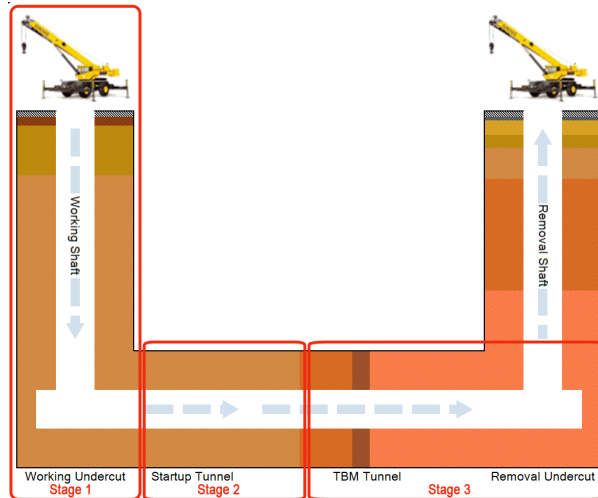 Working Shaft
Removal Shaft
Working Undercut
Startup Tunnel
TBM Tunnel
Removal Undercut
Stage 1
Stage 2
Stage 3